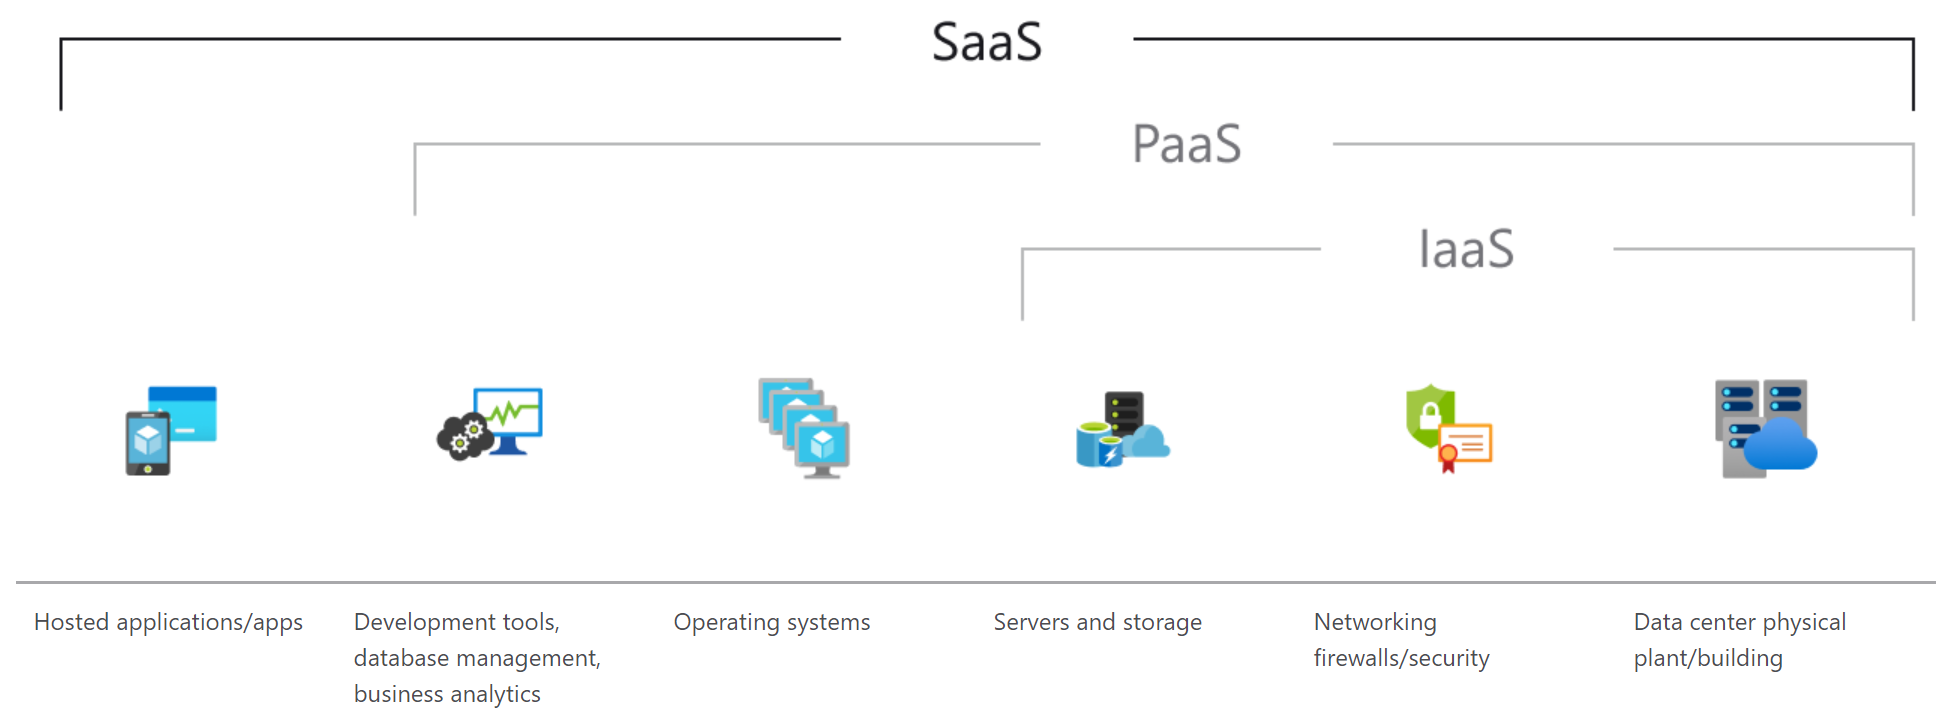 SaaS
PaaS
IaaS
Hosted applications/apps
Development tools,
database management,
business analytics
Operating systems
Servers and storage
Networking
firewalls/security
Data center physical
plant/building